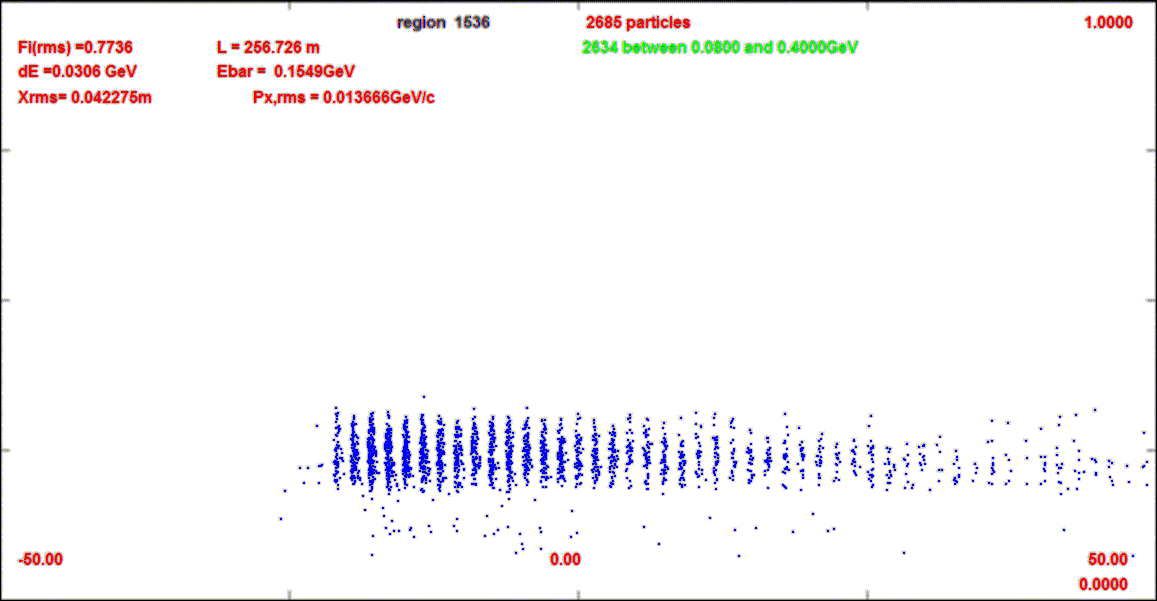 region 1536 2685 particles 1.0000
Fi(rms) =0.7736 L = 256.726 m 2634 between 0.0800 and 0.4000GeV
dE =0.0306 GeV Ebar = 0.1549GeV
Xrms= 0.042275m Px,rms = 0.013666GeV/c
-50.00 0.00 50.00
0.0000